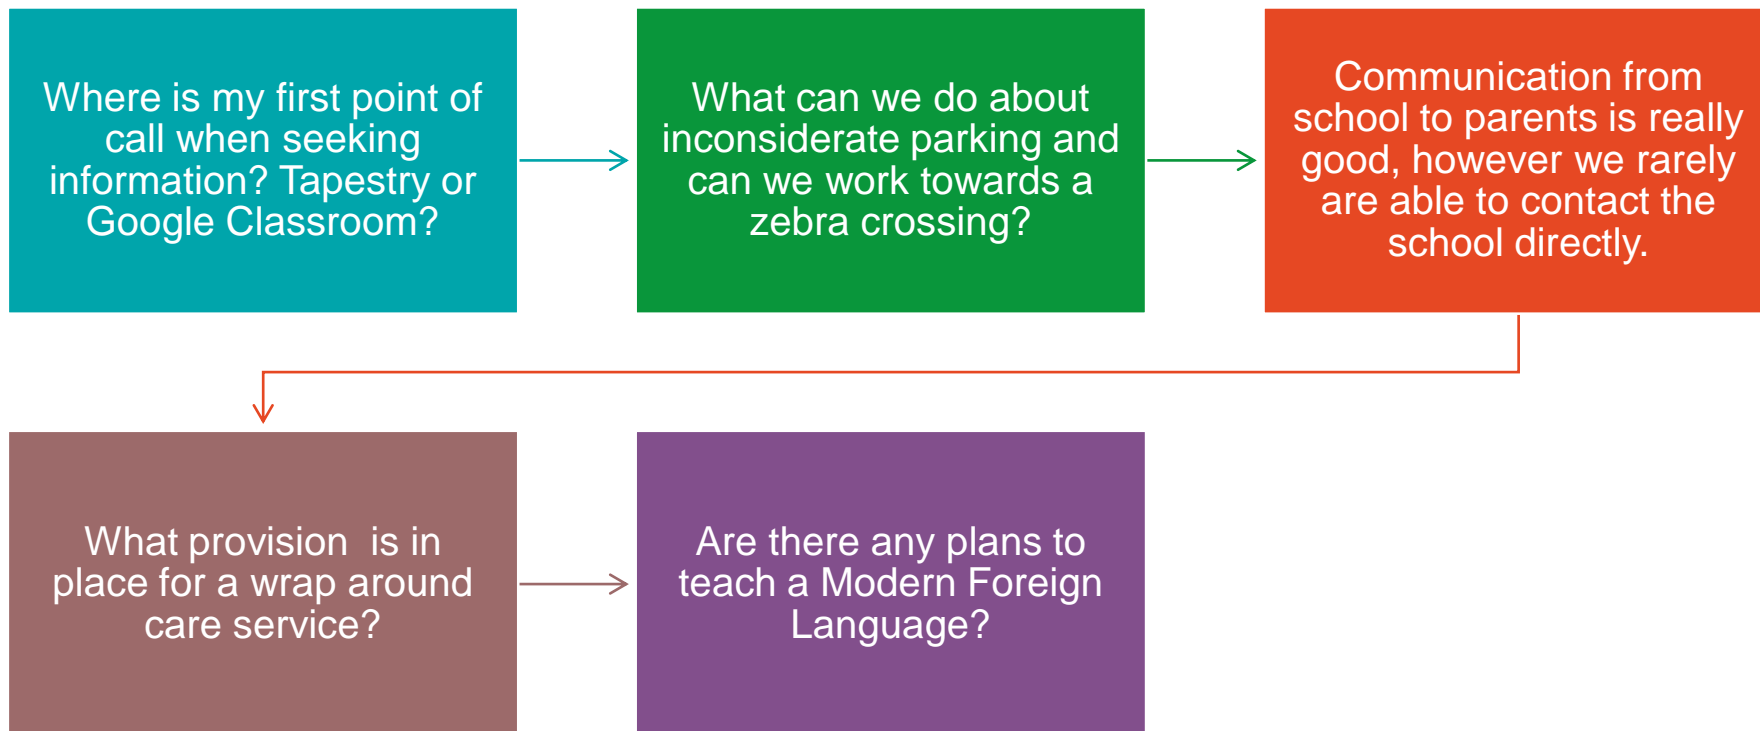 Where is my first point of
call when seeking
information? Tapestry or
Google Classroom?
What can we do about
inconsiderate parking and
can we work towards a
zebra crossing?
Communication from
school to parents is really
good, however we rarely
are able to contact the
school directly.
What provision  is in
place for a wrap around
care service?
Are there any plans to
teach a Modern Foreign
Language?